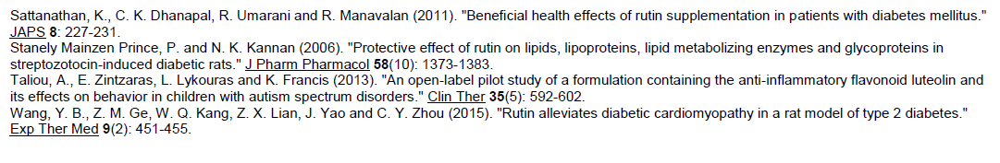 Sattanathan, K., C. K. Dhanapal, R. Umarani and R. Manavalan (2011). "Beneficial health effects of rutin supplementation in patients with diabetes mellitus."
JAPS 8: 227-231.
Stanely Mainzen Prince, P. and N. K. Kannan (2006). "Protective effect of rutin on lipids, lipoproteins, lipid metabolizing enzymes and glycoproteins in
streptozotocin-induced diabetic rats." J Pharm Pharmacol 58(10): 1373-1383.
Taliou, A., E. Zintzaras, L. Lykouras and K. Francis (2013). "An open-label pilot study of a formulation containing the anti-inflammatory flavonoid luteolin and
its effects on behavior in children with autism spectrum disorders." Clin Ther 35(5): 592-602.
Wang, Y. B., Z. M. Ge, W. Q. Kang, Z. X. Lian, J. Yao and C. Y. Zhou (2015). "Rutin alleviates diabetic cardiomyopathy in a rat model of type 2 diabetes."
Exp Ther Med 9(2): 451-455.